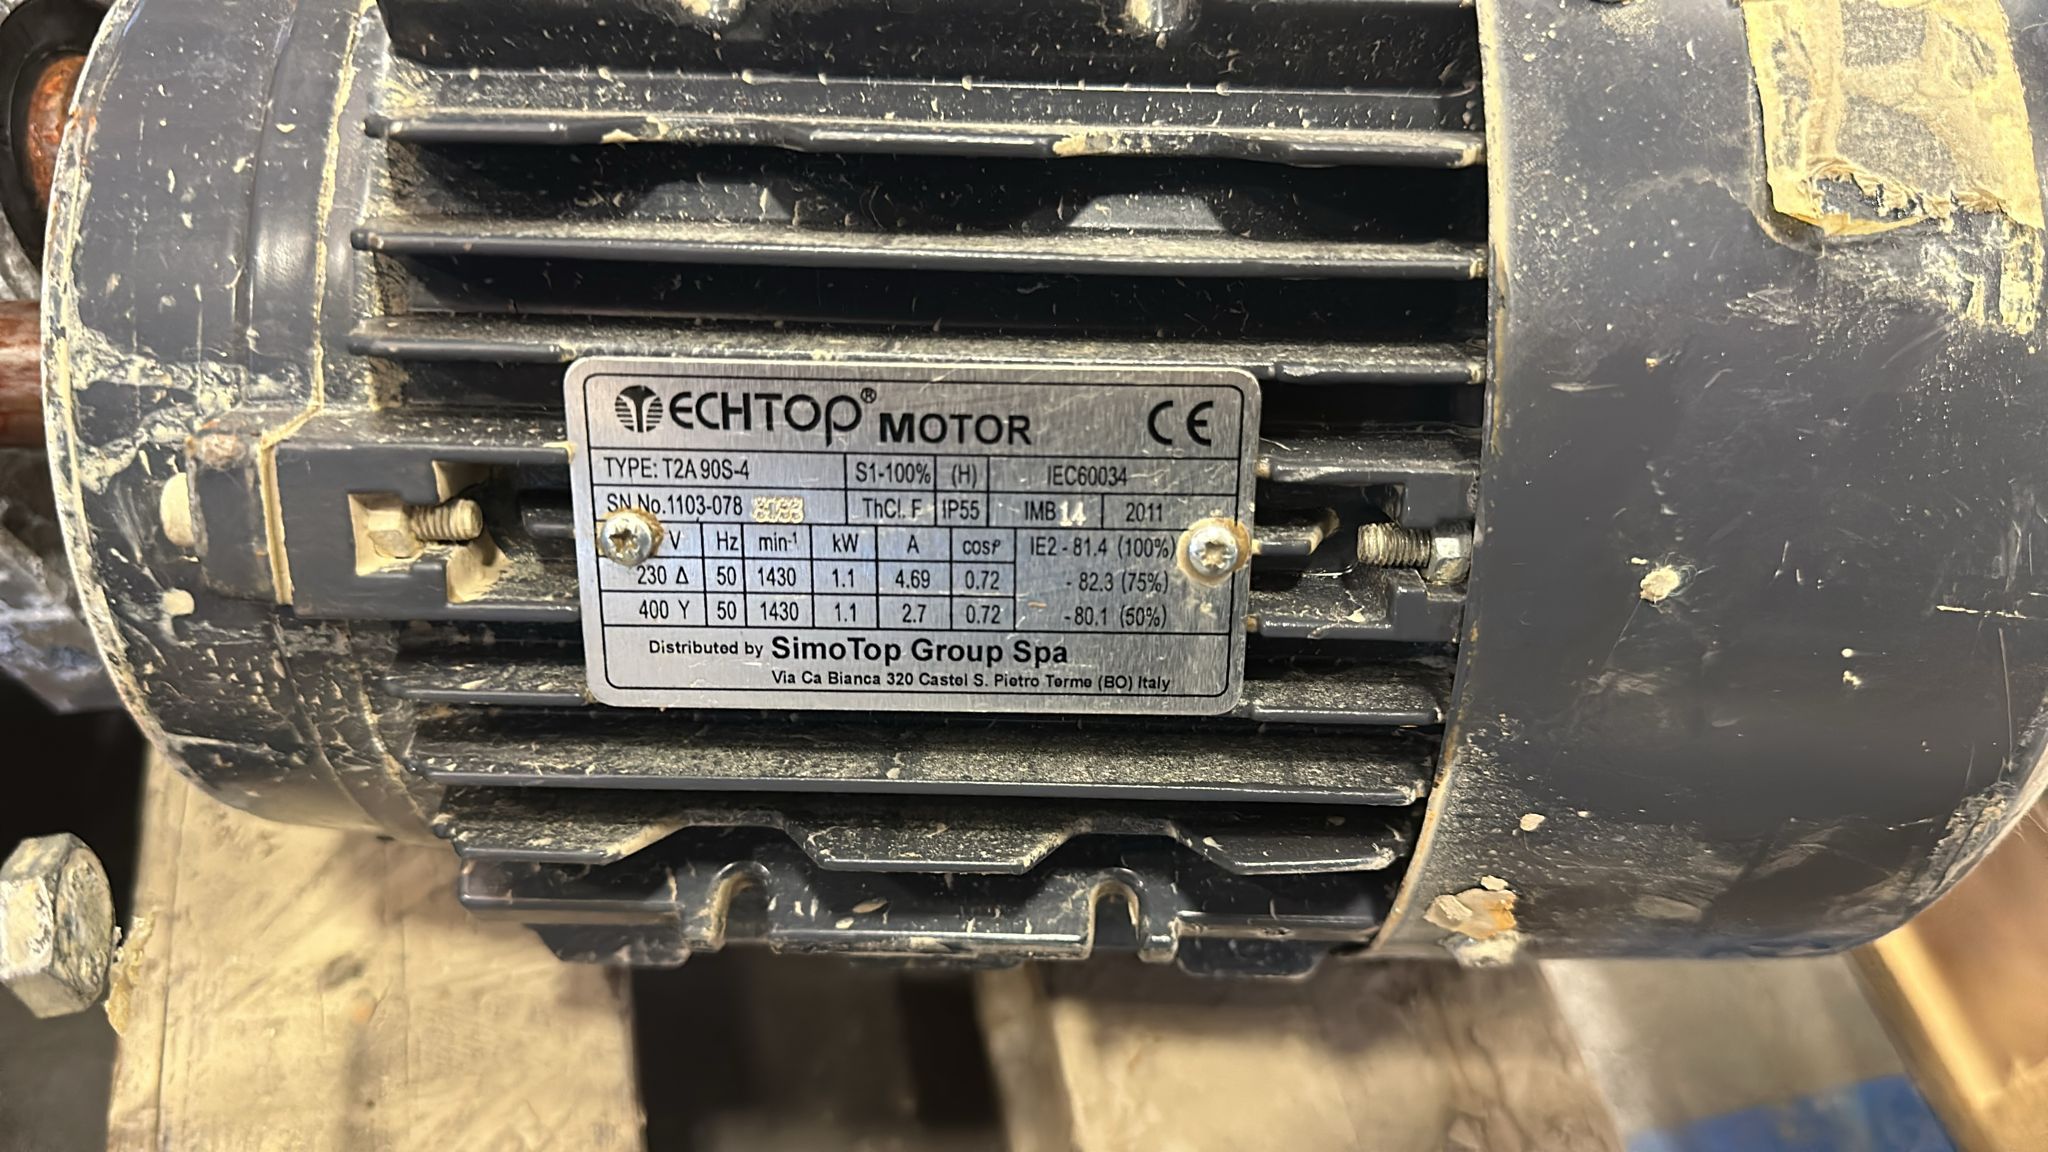 TECHTOP® MOTOR CE
TYPE: T2A 90S-4 S1-100% (H) IEC60034
SN No.1103-078 ThCl. F IP55 IMB 14 2011
V Hz min-¹ kW A cosφ IE2 - 81.4 (100%)
230 Δ 50 1430 1.1 4.69 0.72 - 82.3 (75%)
400 Y 50 1430 1.1 2.7 0.72 - 80.1 (50%)
Distributed by SimoTop Group Spa
Via Ca Bianca 320 Castel S. Pietro Terme (BO) Italy